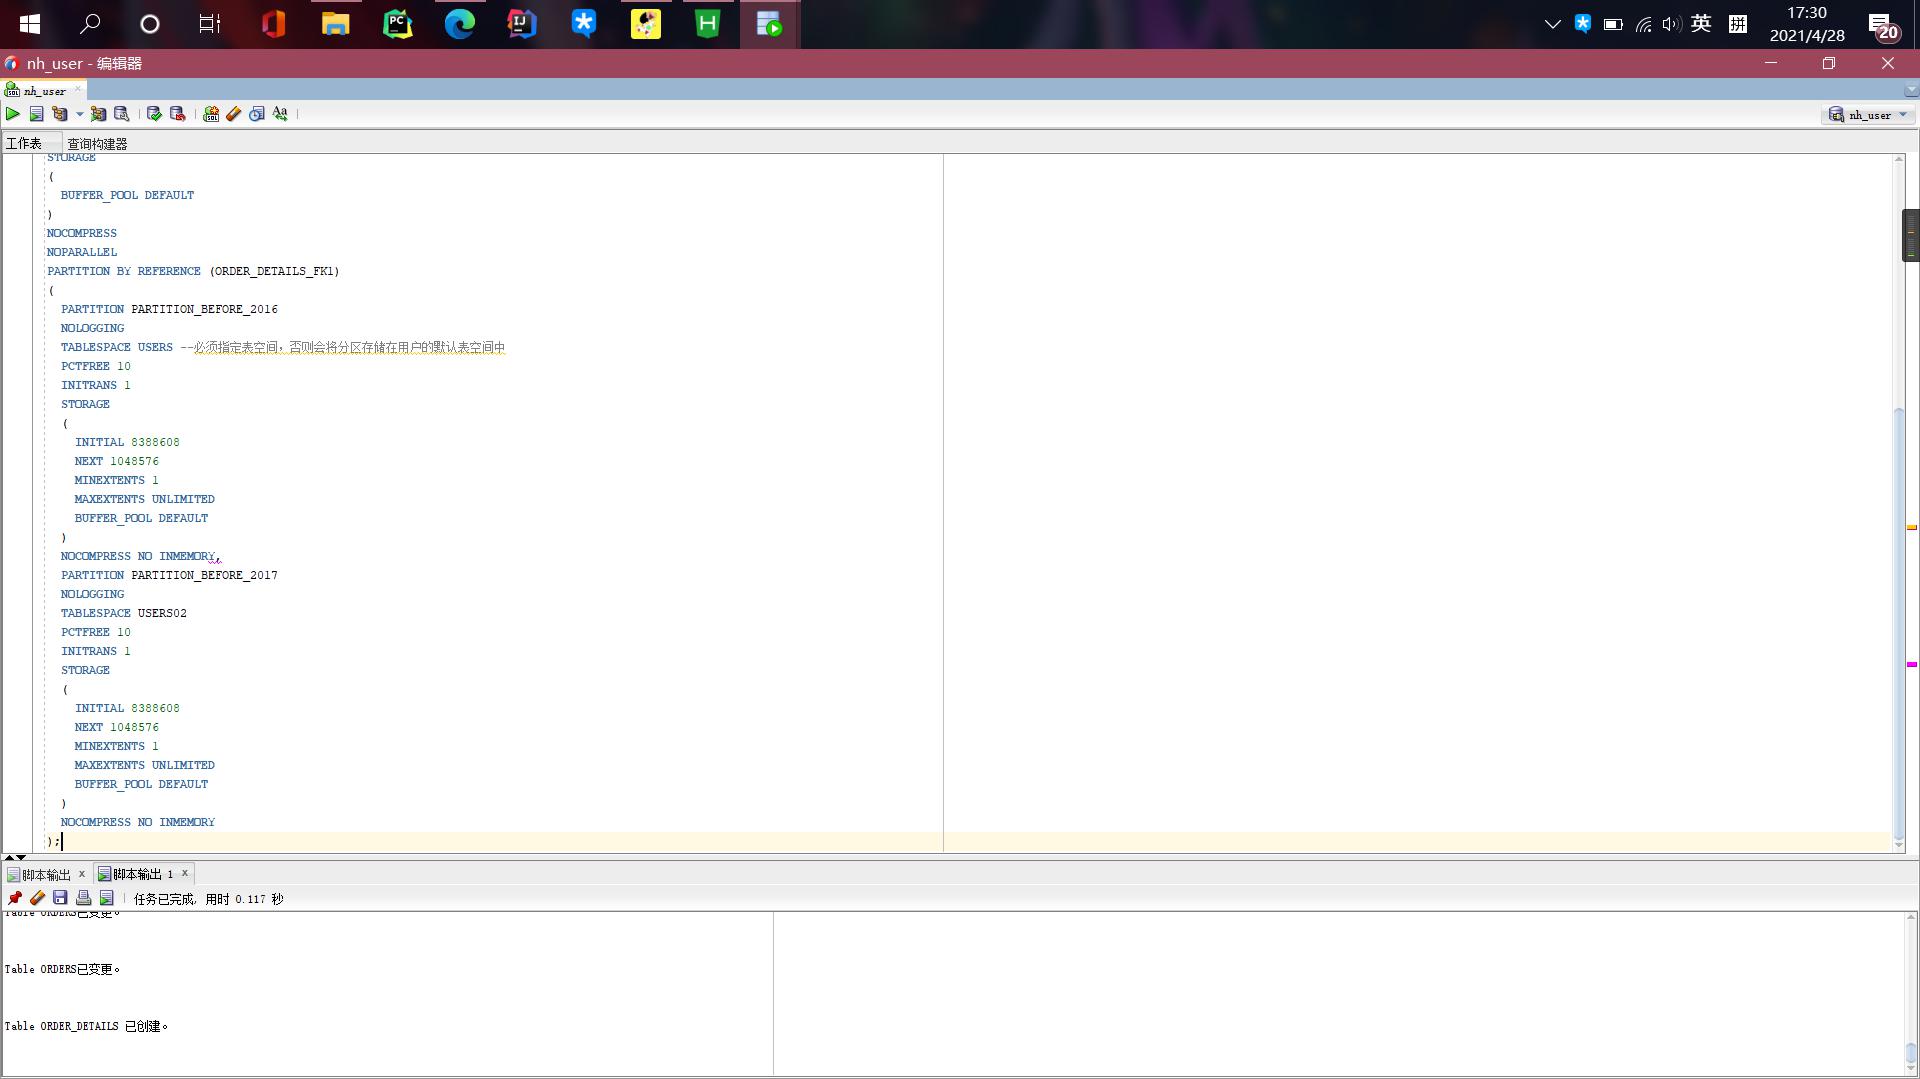 英
拼
17:30
2021/4/28
20
nh_user - 编辑器
nh_user
nh_user
工作表
查询构建器
STORAGE
(
BUFFER_POOL DEFAULT
)
NOCOMPRESS
NOPARALLEL
PARTITION BY REFERENCE (ORDER_DETAILS_FK1)
(
PARTITION PARTITION_BEFORE_2016
NOLOGGING
TABLESPACE USERS --必须指定表空间，否则会将分区存储在用户的默认表空间中
PCTFREE 10
INITRANS 1
STORAGE
(
INITIAL 8388608
NEXT 1048576
MINEXTENTS 1
MAXEXTENTS UNLIMITED
BUFFER_POOL DEFAULT
)
NOCOMPRESS NO INMEMORY,
PARTITION PARTITION_BEFORE_2017
NOLOGGING
TABLESPACE USERS02
PCTFREE 10
INITRANS 1
STORAGE
(
INITIAL 8388608
NEXT 1048576
MINEXTENTS 1
MAXEXTENTS UNLIMITED
BUFFER_POOL DEFAULT
)
NOCOMPRESS NO INMEMORY
);
脚本输出
脚本输出 1
任务已完成, 用时 0.117 秒
Table ORDERS已变更。
Table ORDERS已变更。
Table ORDER_DETAILS 已创建。